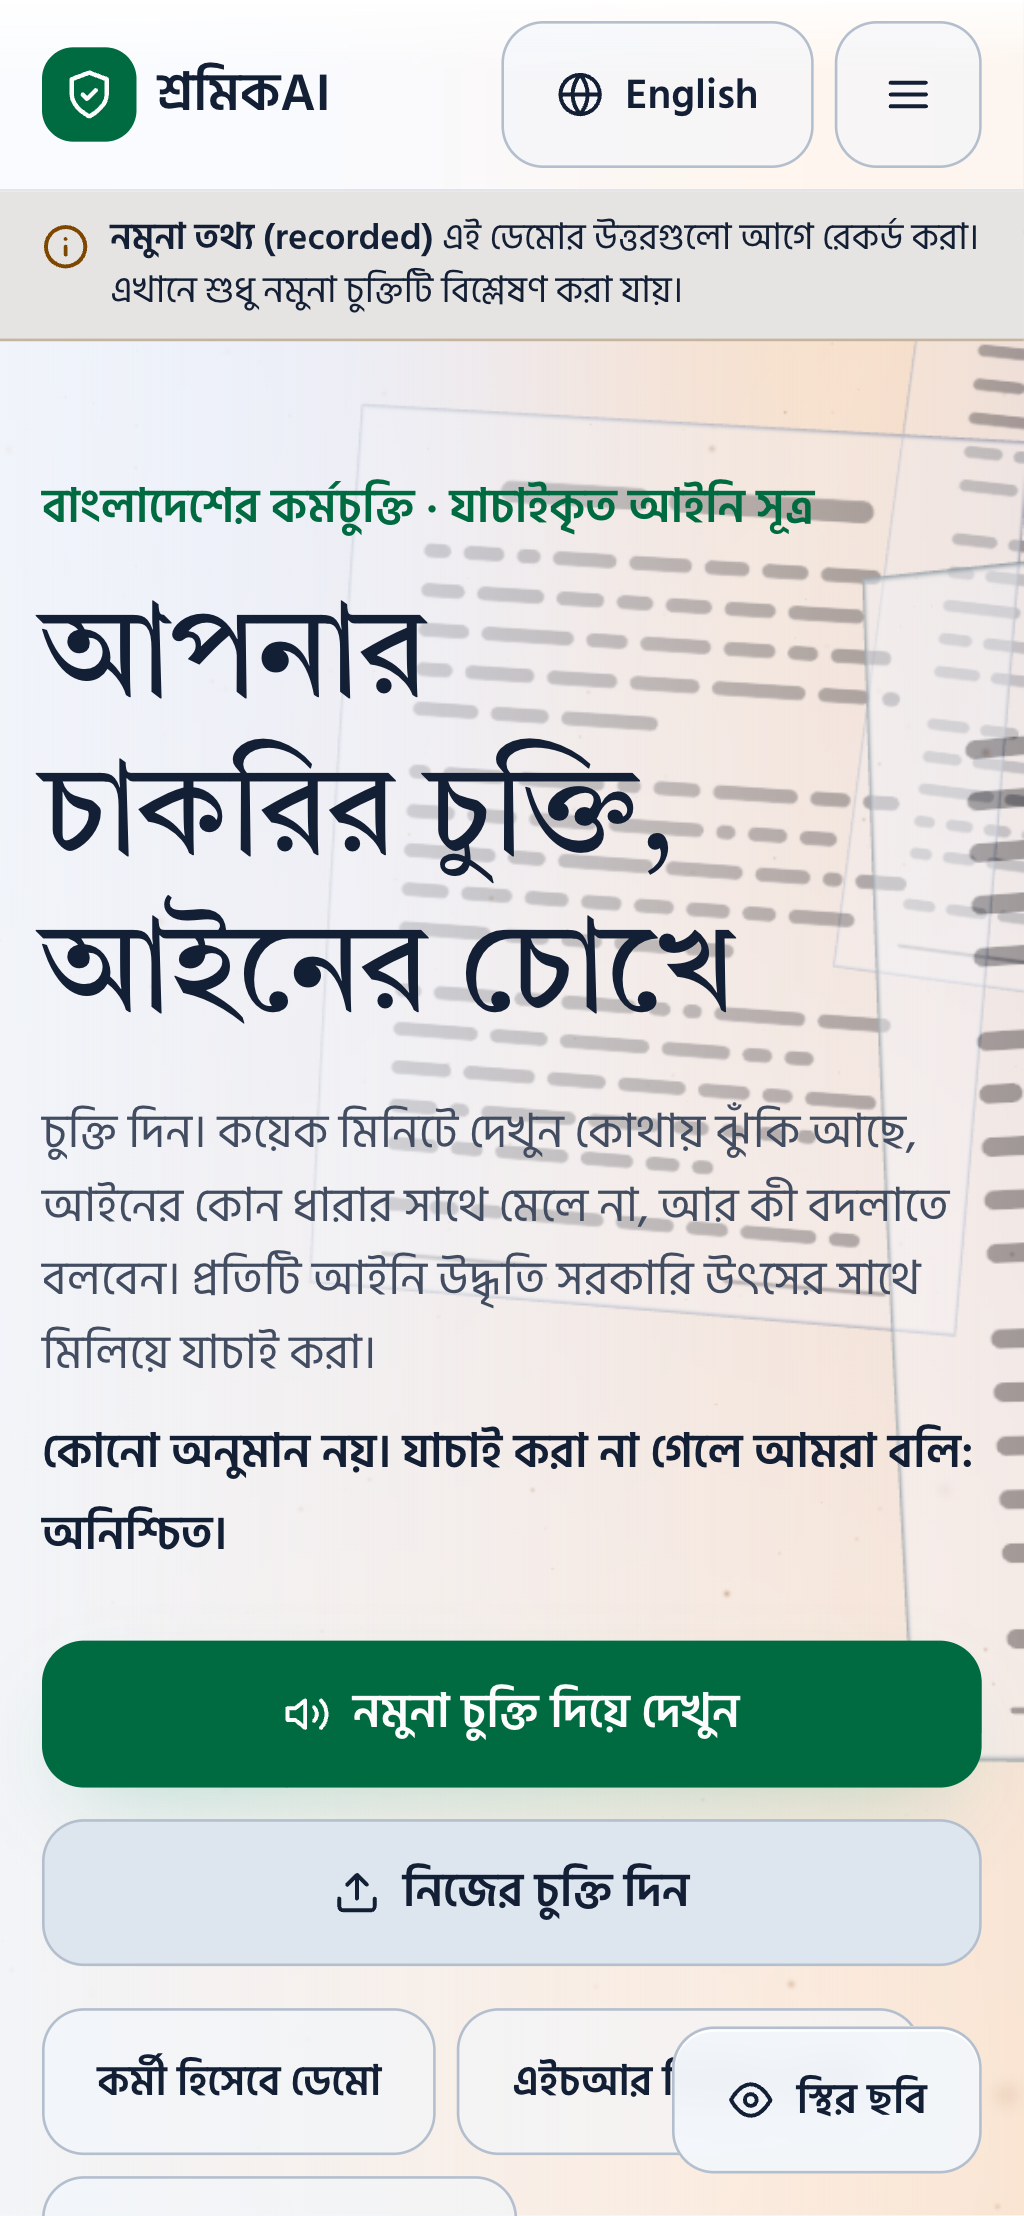 শ্রমিকAI
English
নমুনা তথ্য (recorded) এই ডেমোর উত্তরগুলো আগে রেকর্ড করা।
এখানে শুধু নমুনা চুক্তিটি বিশ্লেষণ করা যায়।
বাংলাদেশের কর্মচুক্তি · যাচাইকৃত আইনি সূত্র
আপনার
চাকরির চুক্তি,
আইনের চোখে
চুক্তি দিন। কয়েক মিনিটে দেখুন কোথায় ঝুঁকি আছে,
আইনের কোন ধারার সাথে মেলে না, আর কী বদলাতে
বলবেন। প্রতিটি আইনি উদ্ধৃতি সরকারি উৎসের সাথে
মিলিয়ে যাচাই করা।
কোনো অনুমান নয়। যাচাই করা না গেলে আমরা বলি:
অনিশ্চিত।
নমুনা চুক্তি দিয়ে দেখুন
নিজের চুক্তি দিন
কর্মী হিসেবে ডেমো
এইচআর
স্থির ছবি